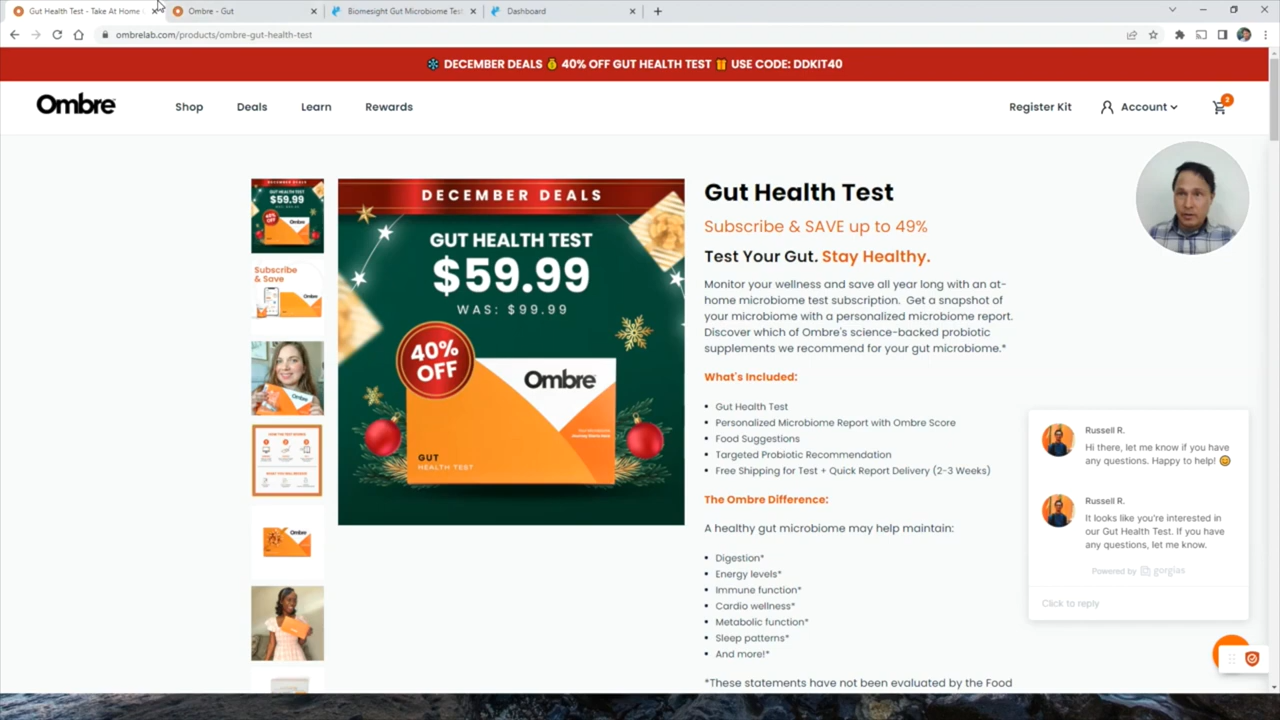 Gut Health Test - Take At Home
Ombre - Gut
Biomesight Gut Microbiome Tes
Dashboard
ombrelab.com/products/ombre-gut-health-test
DECEMBER DEALS 40% OFF GUT HEALTH TEST USE CODE: DDKIT40
Ombre
Shop
Deals
Learn
Rewards
Register Kit
Account
2
DECEMBER DEALS
GUT HEALTH TEST
$59.99
WAS: $99.99
40%
OFF
Ombre
GUT
HEALTH TEST
GUT HEALTH TEST
$59.99
40%
OFF
Ombre
Subscribe
& Save
Ombre
Gut Health Test
Subscribe & SAVE up to 49%
Test Your Gut. Stay Healthy.
Monitor your wellness and save all year long with an at-
home microbiome test subscription. Get a snapshot of
your microbiome with a personalized microbiome report.
Discover which of Ombre's science-backed probiotic
supplements we recommend for your gut microbiome.*
What's Included:
Gut Health Test
Personalized Microbiome Report with Ombre Score
Food Suggestions
Targeted Probiotic Recommendation
Free Shipping for Test + Quick Report Delivery (2-3 Weeks)
The Ombre Difference:
A healthy gut microbiome may help maintain:
Digestion*
Energy levels*
Immune function*
Cardio wellness*
Metabolic function*
Sleep patterns*
And more!*
*These statements have not been evaluated by the Food
Russell R.
Hi there, let me know if you have
any questions. Happy to help!
Russell R.
It looks like you're interested in
our Gut Health Test. If you have
any questions, let me know.
Powered by gorgias
Click to reply